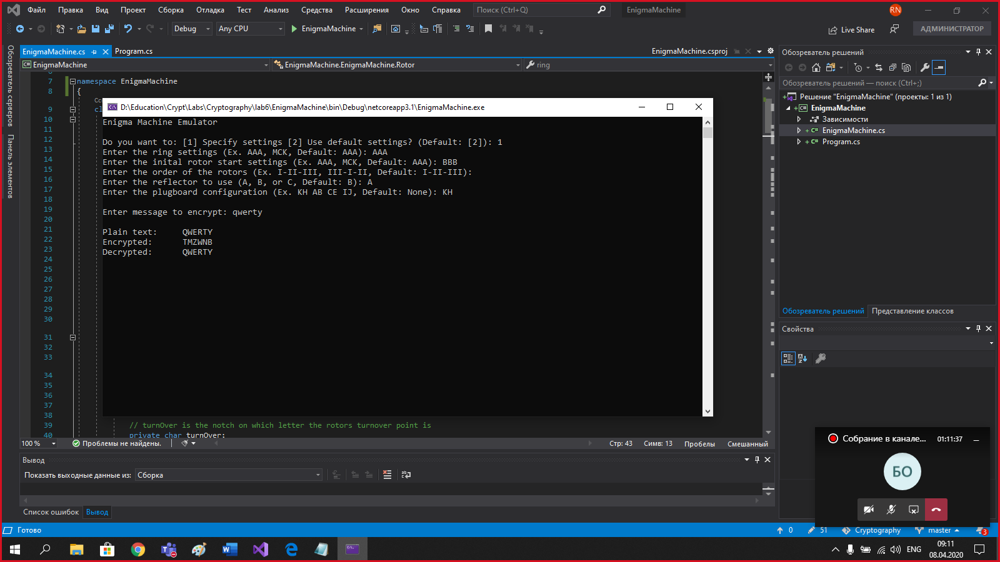 Файл Правка Вид Проект Сборка Отладка Тест Анализ Средства Расширения Окно Справка Поиск (Ctrl+Q) EnigmaMachine RN
Debug Any CPU EnigmaMachine Live Share АДМИНИСТРАТОР
Обозреватель серверов
Панель элементов
EnigmaMachine.cs Program.cs EnigmaMachine.csproj
EnigmaMachine EnigmaMachine.EnigmaMachine.Rotor ring
7 namespace EnigmaMachine
8 {
9 cl
10
11
12
13
14
15
16
17
18
19
20
21
22
23
24
25
26
27
28
29
30
31
32
33
34
35
36
37
38
39 // turnOver is the notch on which letter the rotors turnover point is
40 private char turnOver;
D:\Education\Crypt\Labs\Cryptography\lab6\EnigmaMachine\bin\Debug\netcoreapp3.1\EnigmaMachine.exe
Enigma Machine Emulator
Do you want to: [1] Specify settings [2] Use default settings? (Default: [2]): 1
Enter the ring settings (Ex. AAA, MCK, Default: AAA): AAA
Enter the inital rotor start settings (Ex. AAA, MCK, Default: AAA): BBB
Enter the order of the rotors (Ex. I-II-III, III-I-II, Default: I-II-III):
Enter the reflector to use (A, B, or C, Default: B): A
Enter the plugboard configuration (Ex. KH AB CE IJ, Default: None): KH
Enter message to encrypt: qwerty
Plain text: QWERTY
Encrypted: TMZWNB
Decrypted: QWERTY
100 % Проблемы не найдены. Стр: 43 Симв: 13 Пробелы Смешанный
Вывод
Показать выходные данные из: Сборка
Список ошибок Вывод
Обозреватель решений
Обозреватель решений — поиск (Ctrl+;)
Решение "EnigmaMachine" (проекты: 1 из 1)
EnigmaMachine
Зависимости
EnigmaMachine.cs
Program.cs
Обозреватель решений Представление классов
Свойства
Собрание в канале... 01:11:37
БО
Готово 0 51 Cryptography master 3
ENG 09:11
08.04.2020